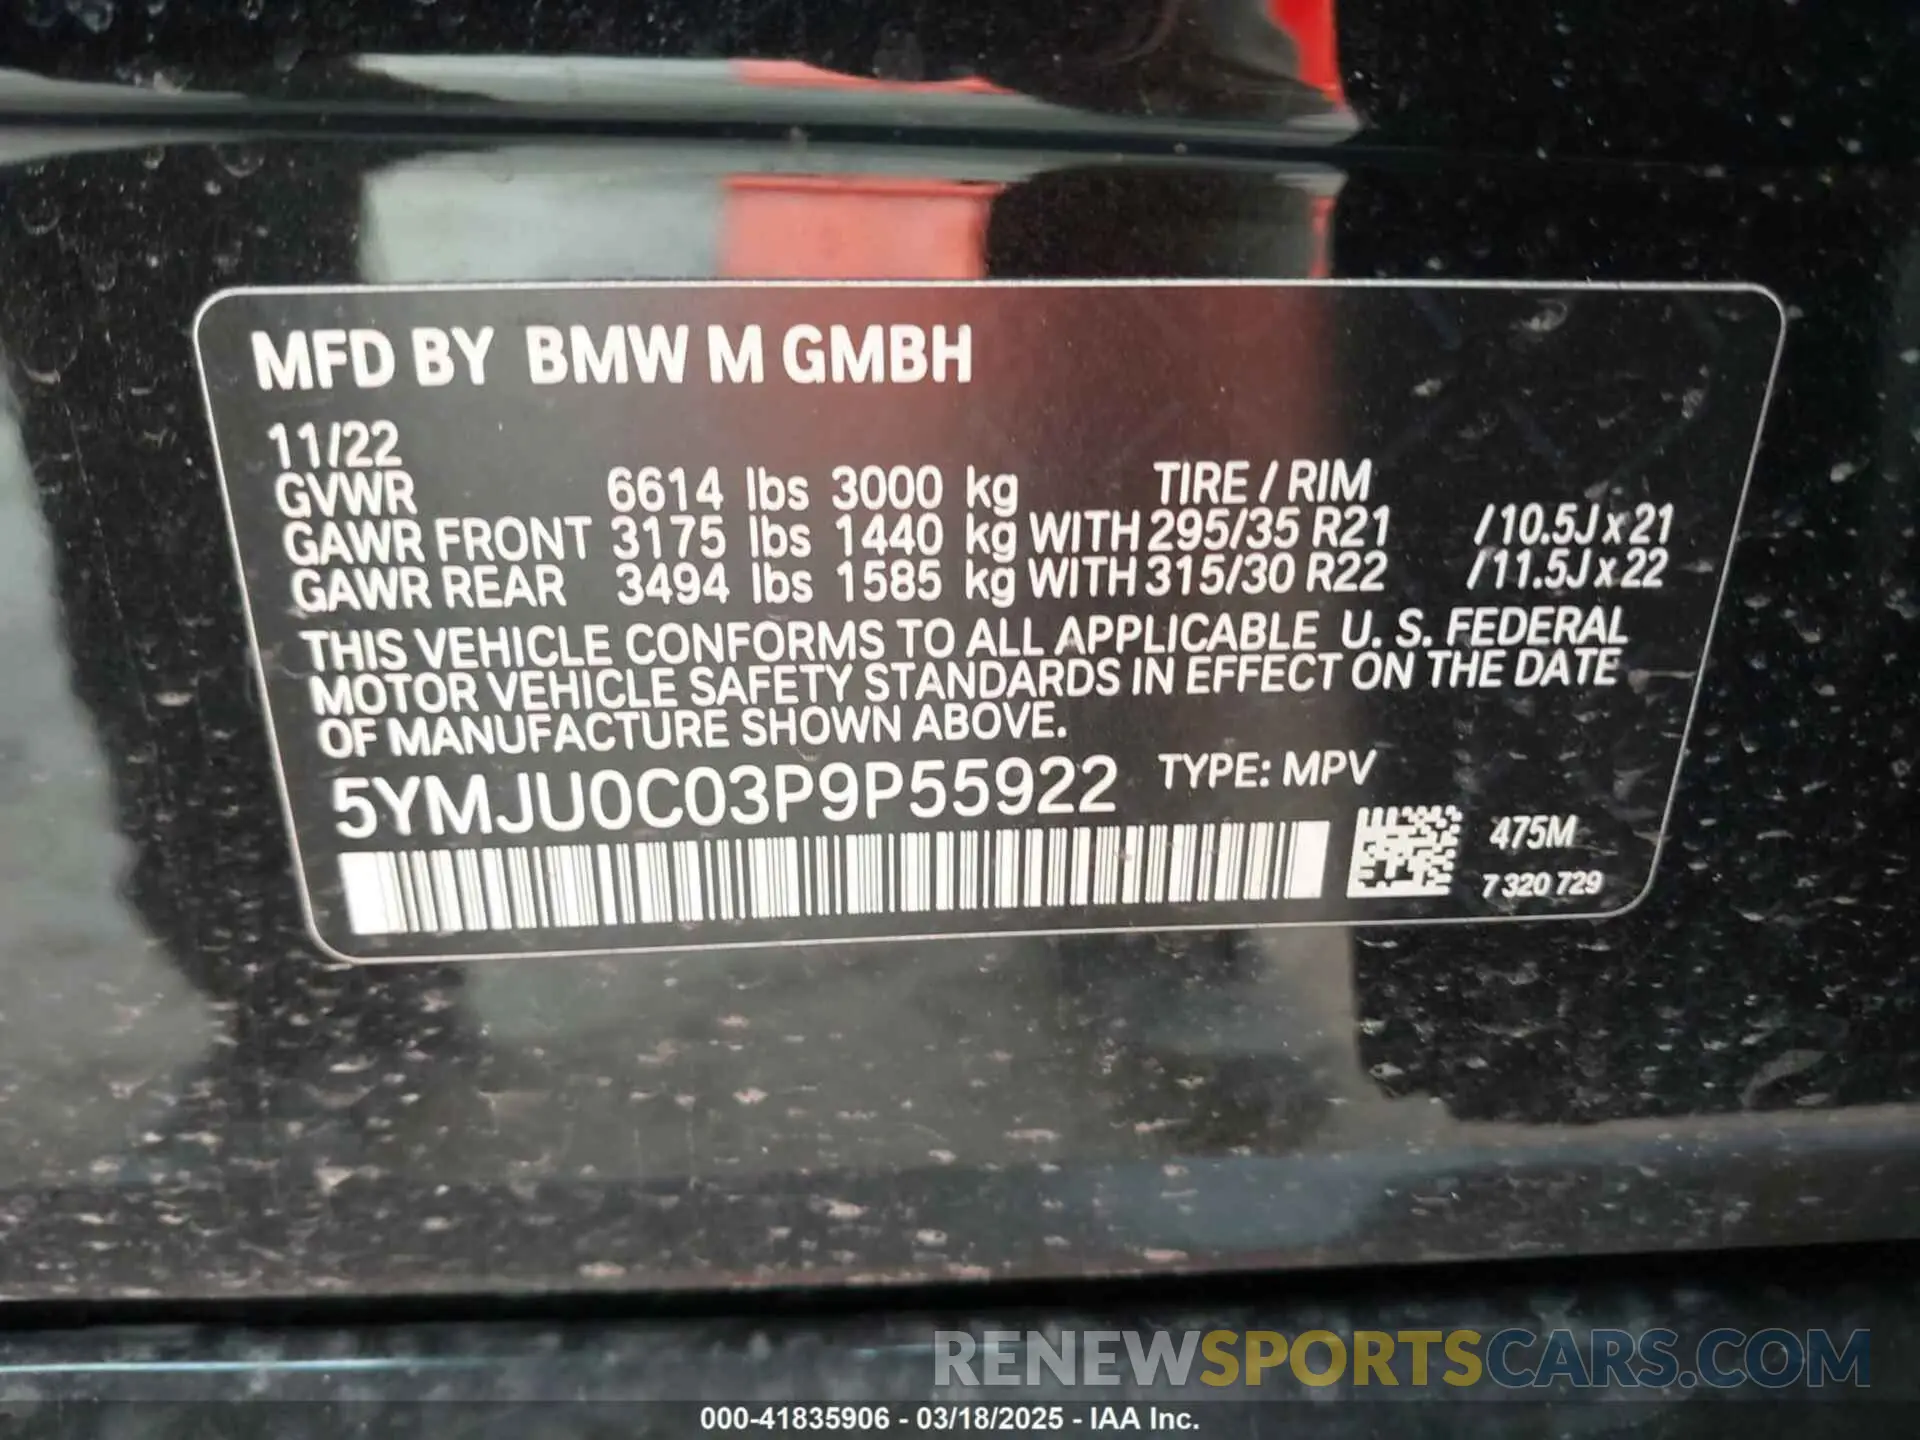 MFD BY BMW M GMBH
11/22
GVWR 6614 lbs 3000 kg TIRE / RIM
GAWR FRONT 3175 lbs 1440 kg WITH 295/35 R21 /10.5J x 21
GAWR REAR 3494 lbs 1585 kg WITH 315/30 R22 /11.5J x 22
THIS VEHICLE CONFORMS TO ALL APPLICABLE U. S. FEDERAL
MOTOR VEHICLE SAFETY STANDARDS IN EFFECT ON THE DATE
OF MANUFACTURE SHOWN ABOVE.
5YMJU0C03P9P55922 TYPE: MPV
475M
7 320 729
RENEWSPORTSCARS.COM
000-41835906 - 03/18/2025 - IAA Inc.